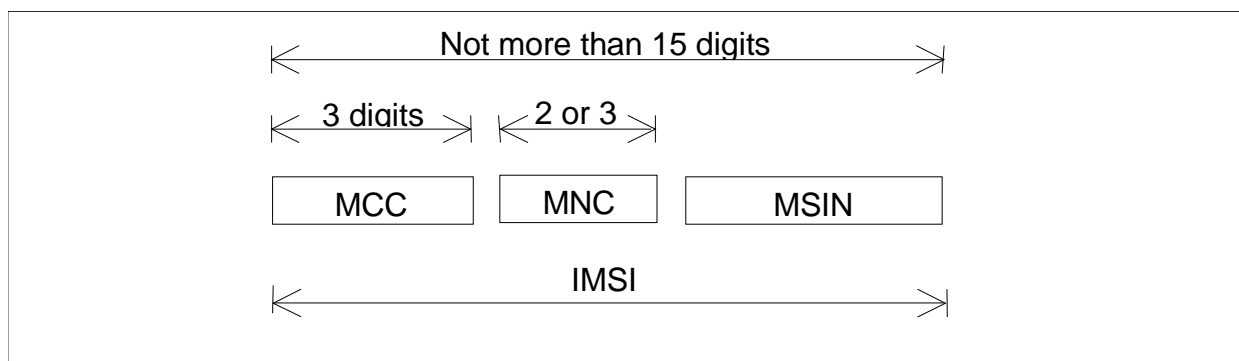 Not more than 15 digits
3 digits 2 or 3
MCC MNC MSIN
IMSI